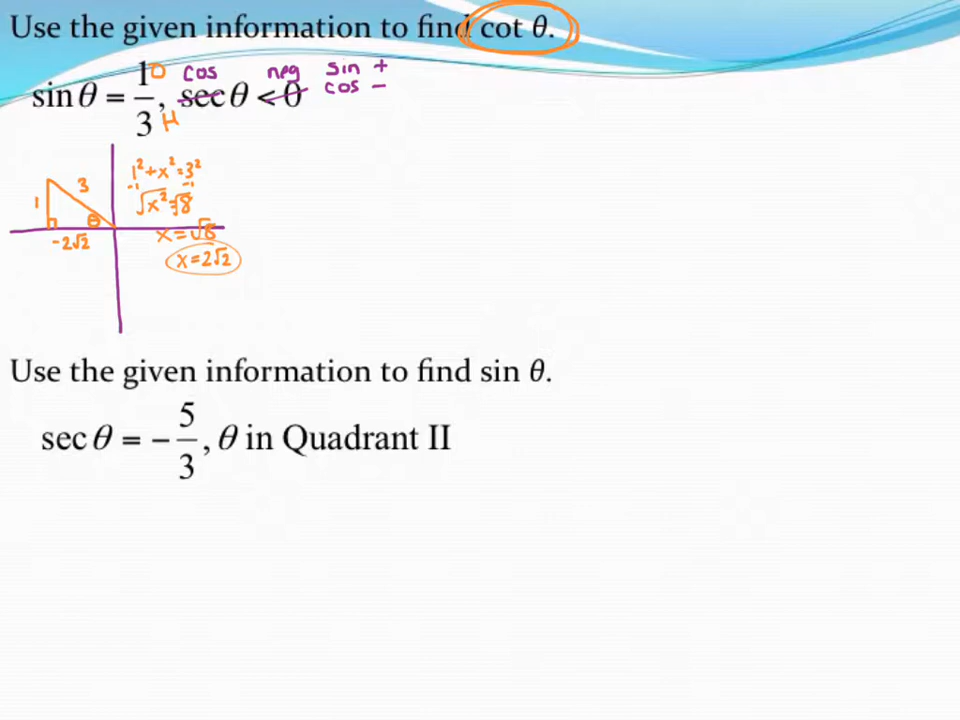 Use the given information to find cot θ.
sin θ = 1/3, sec θ < 0
O
H
cos neg sin +
cos −
1² + x² = 3²
-1 -1
√x² = √8
x = √8
x = 2√2
3
1
θ
-2√2
Use the given information to find sin θ.
sec θ = − 5/3, θ in Quadrant II